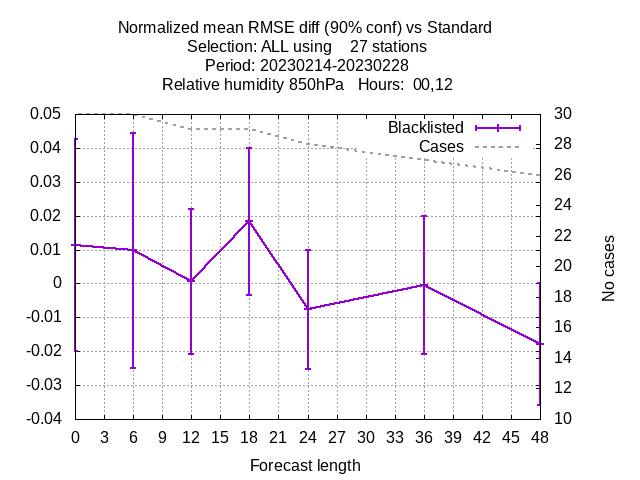 Normalized mean RMSE diff (90% conf) vs Standard
Selection: ALL using    27 stations
Period: 20230214-20230228
Relative humidity 850hPa   Hours:  00,12
Blacklisted
Cases
0.05
0.04
0.03
0.02
0.01
0
-0.01
-0.02
-0.03
-0.04
30
28
26
24
22
20
18
16
14
12
10
No cases
0 3 6 9 12 15 18 21 24 27 30 33 36 39 42 45 48
Forecast length